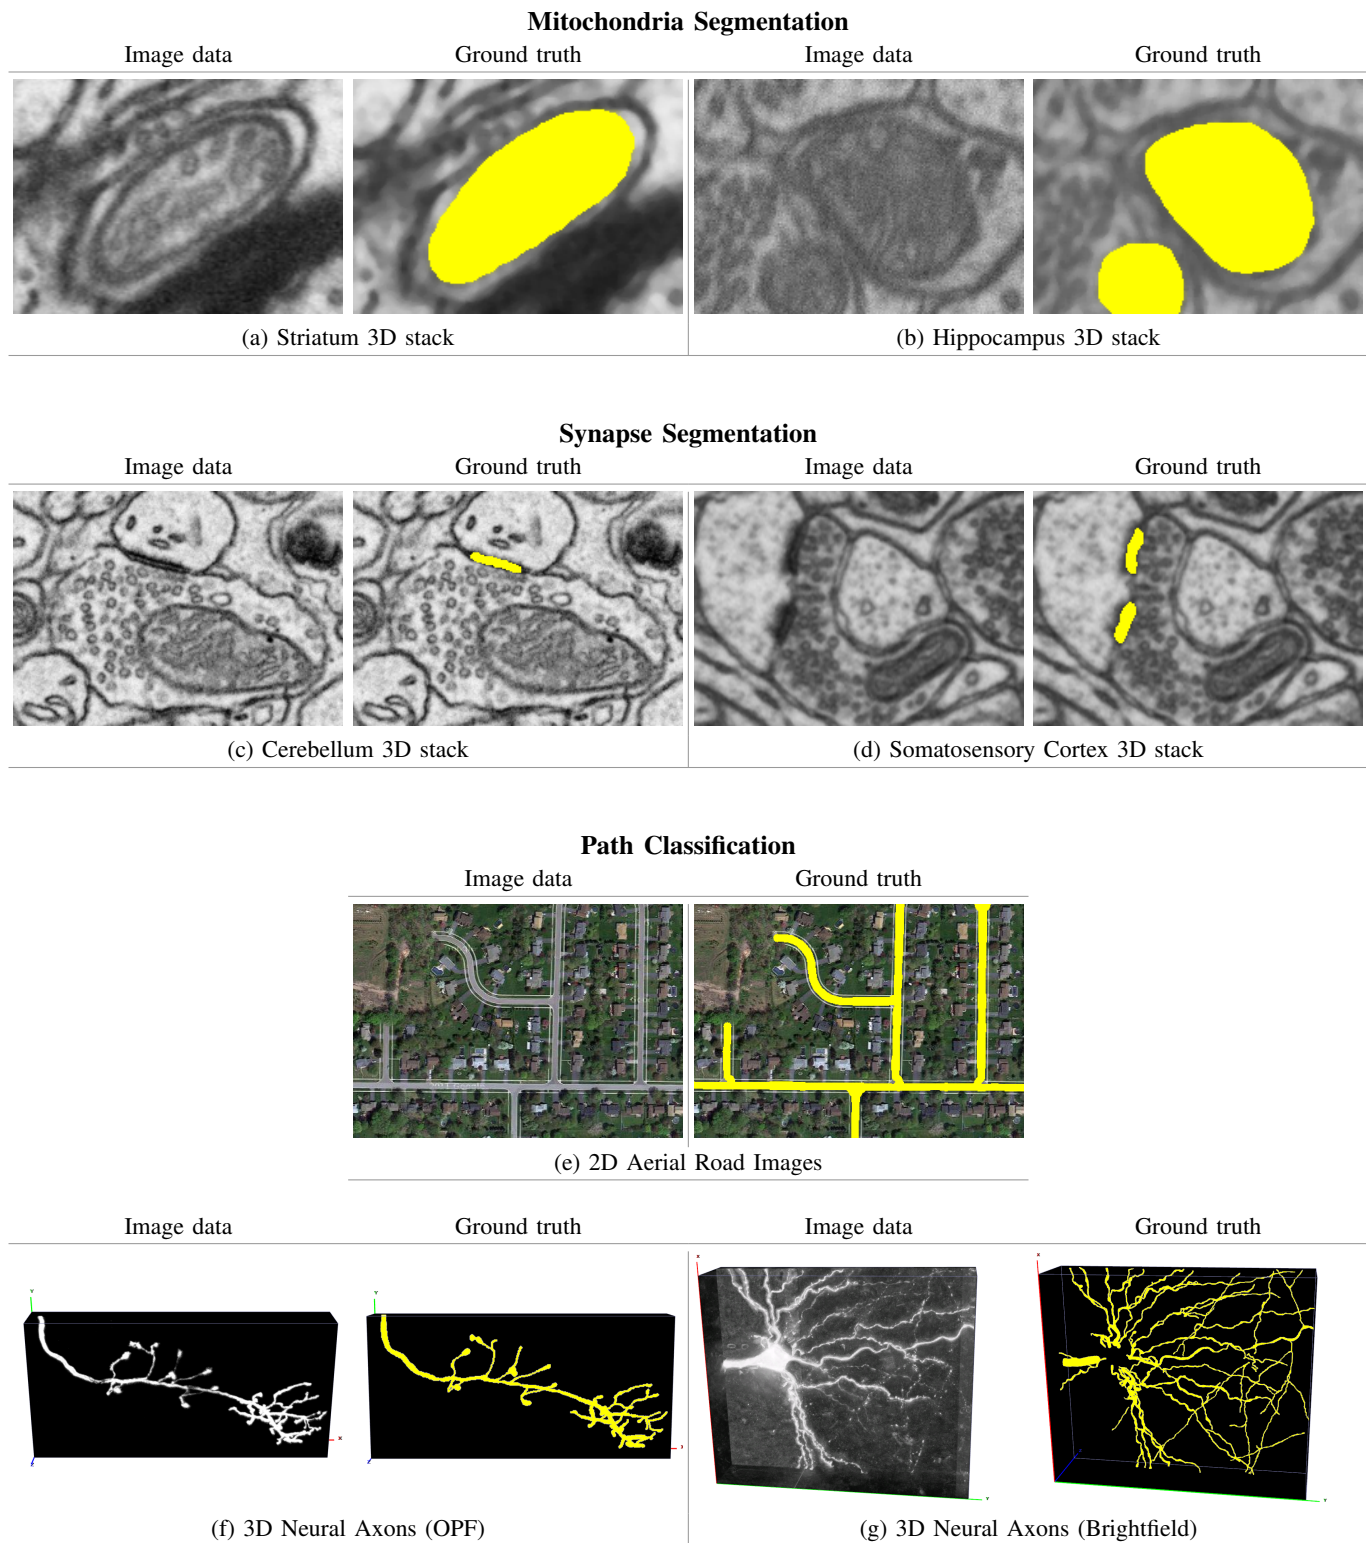 Mitochondria Segmentation
Image data Ground truth Image data Ground truth
(a) Striatum 3D stack (b) Hippocampus 3D stack
Synapse Segmentation
Image data Ground truth Image data Ground truth
(c) Cerebellum 3D stack (d) Somatosensory Cortex 3D stack
Path Classification
Image data Ground truth
(e) 2D Aerial Road Images
Image data Ground truth Image data Ground truth
(f) 3D Neural Axons (OPF) (g) 3D Neural Axons (Brightfield)